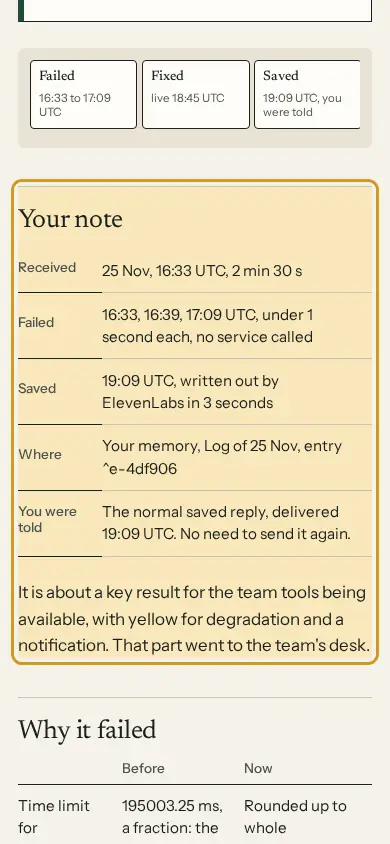 Failed
16:33 to 17:09
UTC
Fixed
live 18:45 UTC
Saved
19:09 UTC, you
were told
Your note
Received
25 Nov, 16:33 UTC, 2 min 30 s
Failed
16:33, 16:39, 17:09 UTC, under 1
second each, no service called
Saved
19:09 UTC, written out by
ElevenLabs in 3 seconds
Where
Your memory, Log of 25 Nov, entry
^e-4df906
You were
told
The normal saved reply, delivered
19:09 UTC. No need to send it again.
It is about a key result for the team tools being
available, with yellow for degradation and a
notification. That part went to the team's desk.
Why it failed
Before
Now
Time limit
for
195003.25 ms,
a fraction: the
Rounded up to
whole